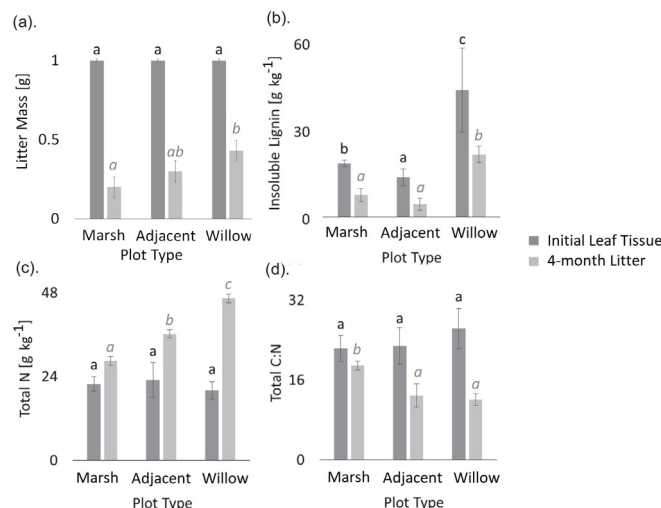 (a).
Litter Mass [g]
1
0.5
0
a
a
a
a
ab
b
Marsh Adjacent Willow
Plot Type
(b).
Insoluble Lignin [g kg⁻¹]
60
30
0
b
a
a
a
c
b
Marsh Adjacent Willow
Plot Type
Initial Leaf Tissue
4-month Litter
(c).
Total N [g kg⁻¹]
48
24
0
a
a
a
b
a
c
Marsh Adjacent Willow
Plot Type
(d).
Total C:N
32
16
0
a
b
a
a
a
a
Marsh Adjacent Willow
Plot Type